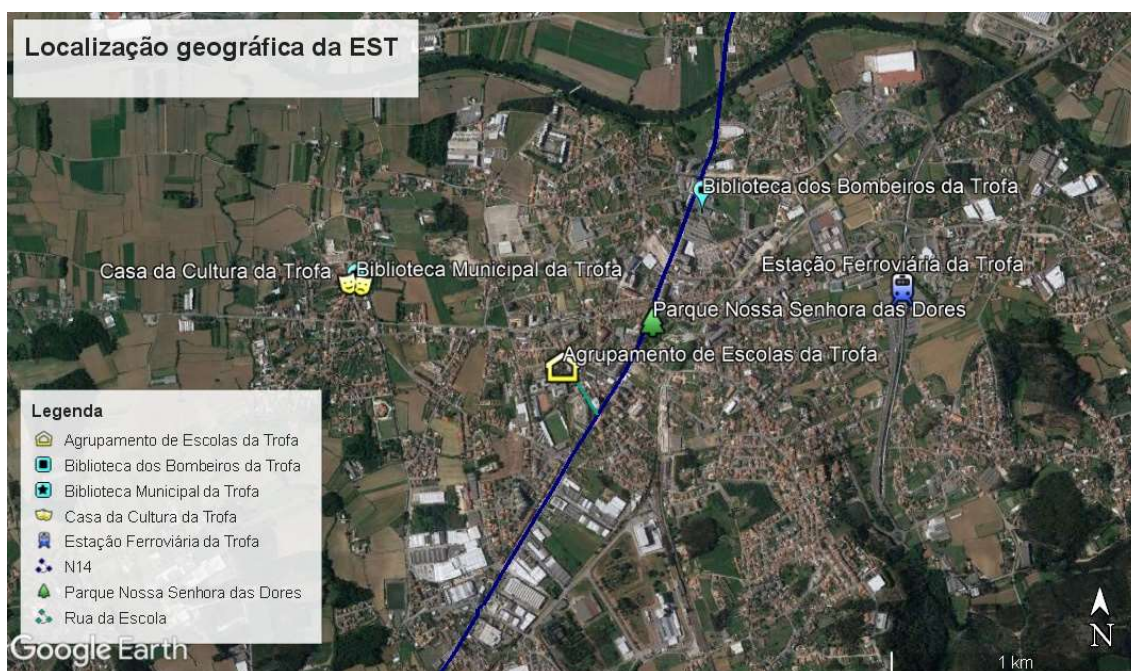 Localização geográfica da EST
Biblioteca dos Bombeiros da Trofa
Casa da Cultura da Trofa
Biblioteca Municipal da Trofa
Estação Ferroviária da Trofa
Parque Nossa Senhora das Dores
Agrupamento de Escolas da Trofa
Legenda
Agrupamento de Escolas da Trofa
Biblioteca dos Bombeiros da Trofa
Biblioteca Municipal da Trofa
Casa da Cultura da Trofa
Estação Ferroviária da Trofa
N14
Parque Nossa Senhora das Dores
Rua da Escola
Google Earth
N
1 km